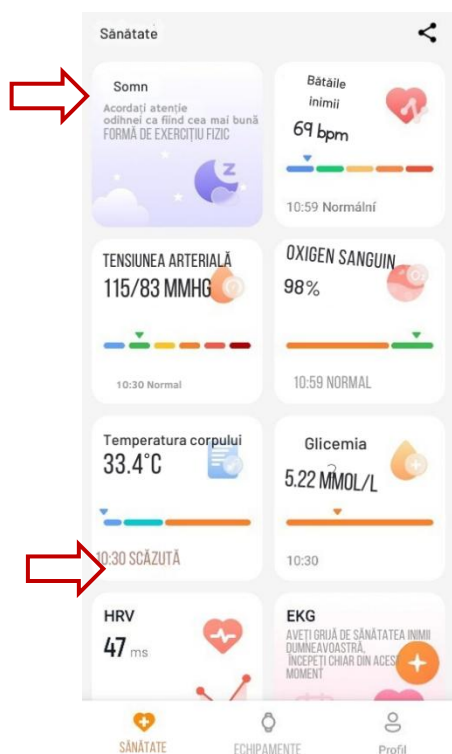 Sănătate
Somn
Acordați atenție
odihnei ca fiind cea mai bună
FORMĂ DE EXERCIȚIU FIZIC
Z
Bătăile
inimii
69 bpm
10:59 Normální
TENSIUNEA ARTERIALĂ
115/83 MMHG
10:30 Normal
OXIGEN SANGUIN
98%
10:59 NORMAL
Temperatura corpului
33.4°C
10:30 SCĂZUTĂ
Glicemia
5.22 MMOL/L
10:30
HRV
47 ms
EKG
AVEȚI GRIJĂ DE SĂNĂTATEA INIMII
DUMNEAVOASTRĂ,
ÎNCEPEȚI CHIAR DIN ACEST
MOMENT
SĂNĂTATE
ECHIPAMENTE
Profil